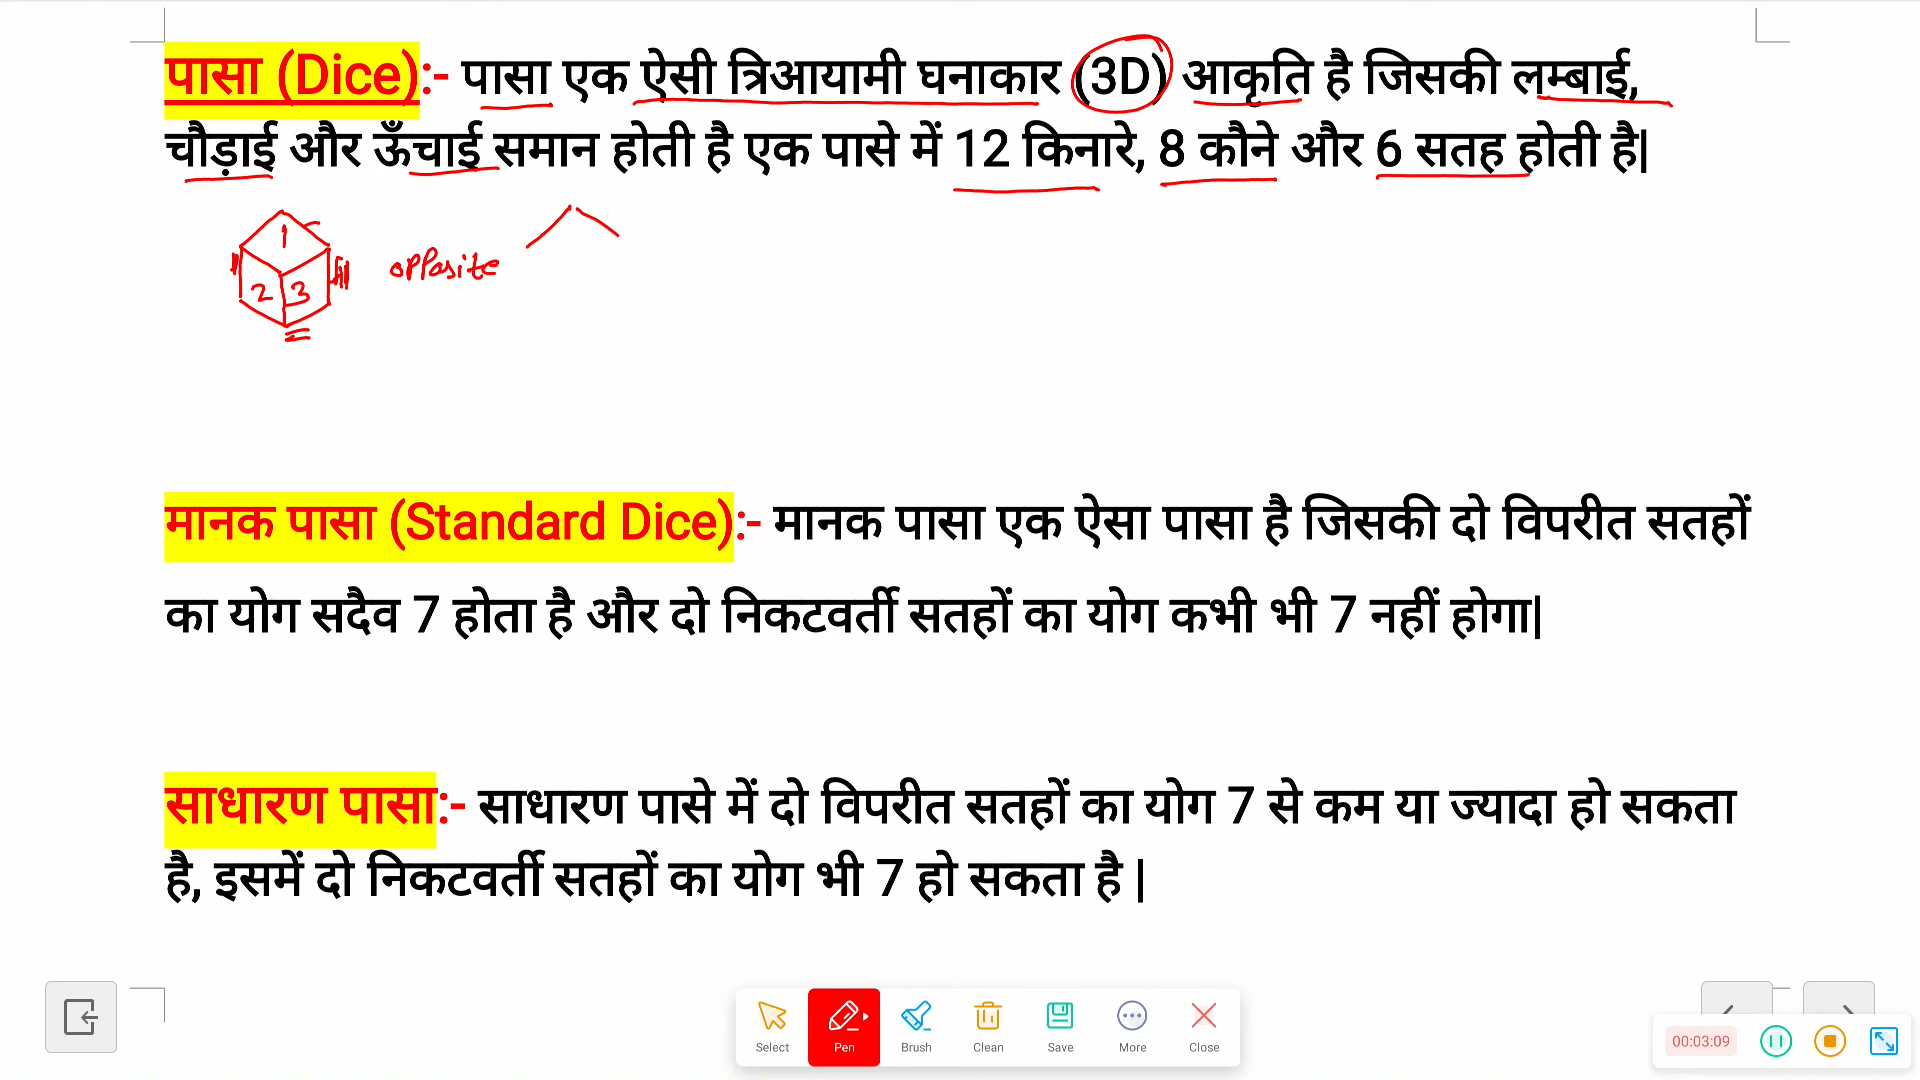 पासा (Dice):- पासा एक ऐसी त्रिआयामी घनाकार (3D) आकृति है जिसकी लम्बाई,
चौड़ाई और ऊँचाई समान होती है एक पासे में 12 किनारे, 8 कौने और 6 सतह होती है|
1
2 3
opposite
मानक पासा (Standard Dice):- मानक पासा एक ऐसा पासा है जिसकी दो विपरीत सतहों
का योग सदैव 7 होता है और दो निकटवर्ती सतहों का योग कभी भी 7 नहीं होगा|
साधारण पासा:- साधारण पासे में दो विपरीत सतहों का योग 7 से कम या ज्यादा हो सकता
है, इसमें दो निकटवर्ती सतहों का योग भी 7 हो सकता है |
Select Pen Brush Clean Save More Close
00:03:09